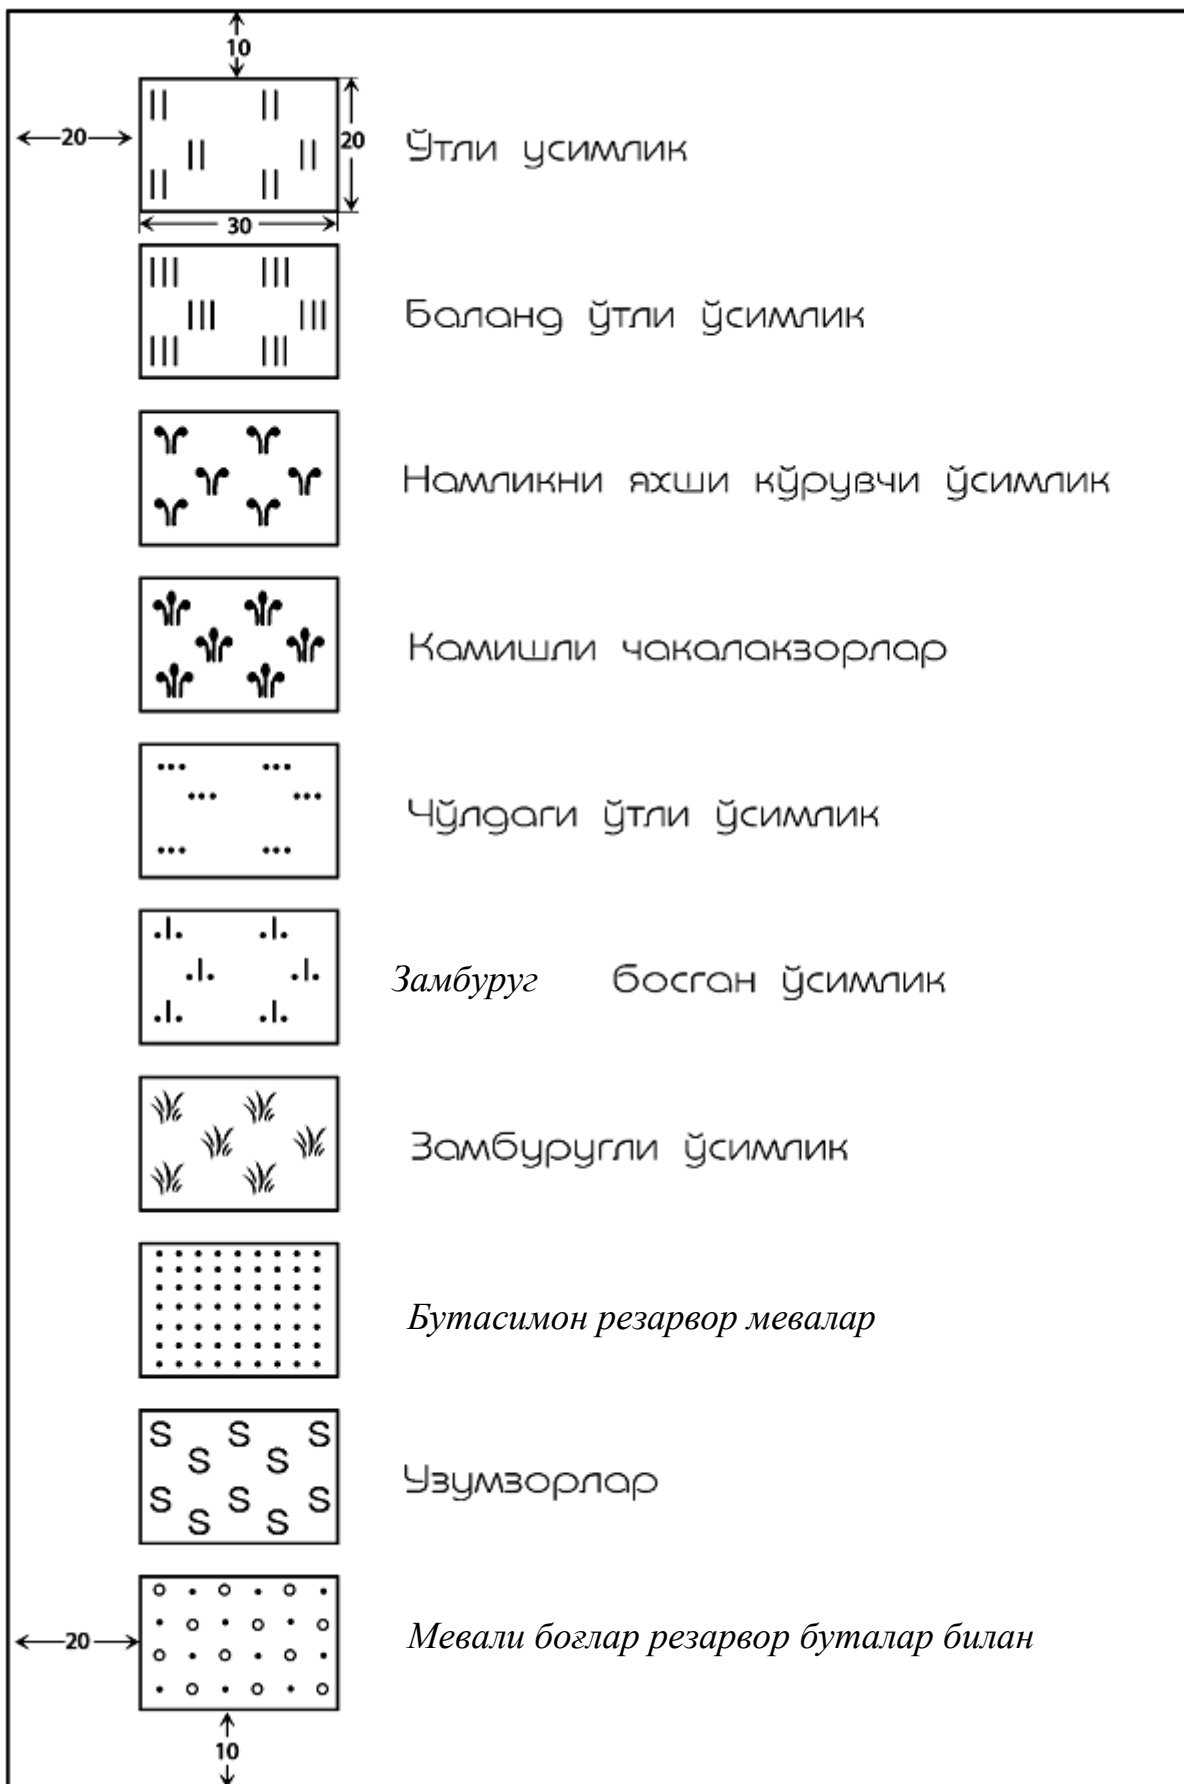 10
20
20
Ўтли усимлик
30
Баланд ўтли ўсимлик
Намликни яхши кўрувчи ўсимлик
Камишли чакалакзорлар
Чўлдаги ўтли ўсимлик
Замбуруг босган ўсимлик
Замбуругли ўсимлик
Бутасимон резарвор мевалар
S S S
S S
S S S
S S
Узумзорлар
20
Мевали боглар резарвор буталар билан
10